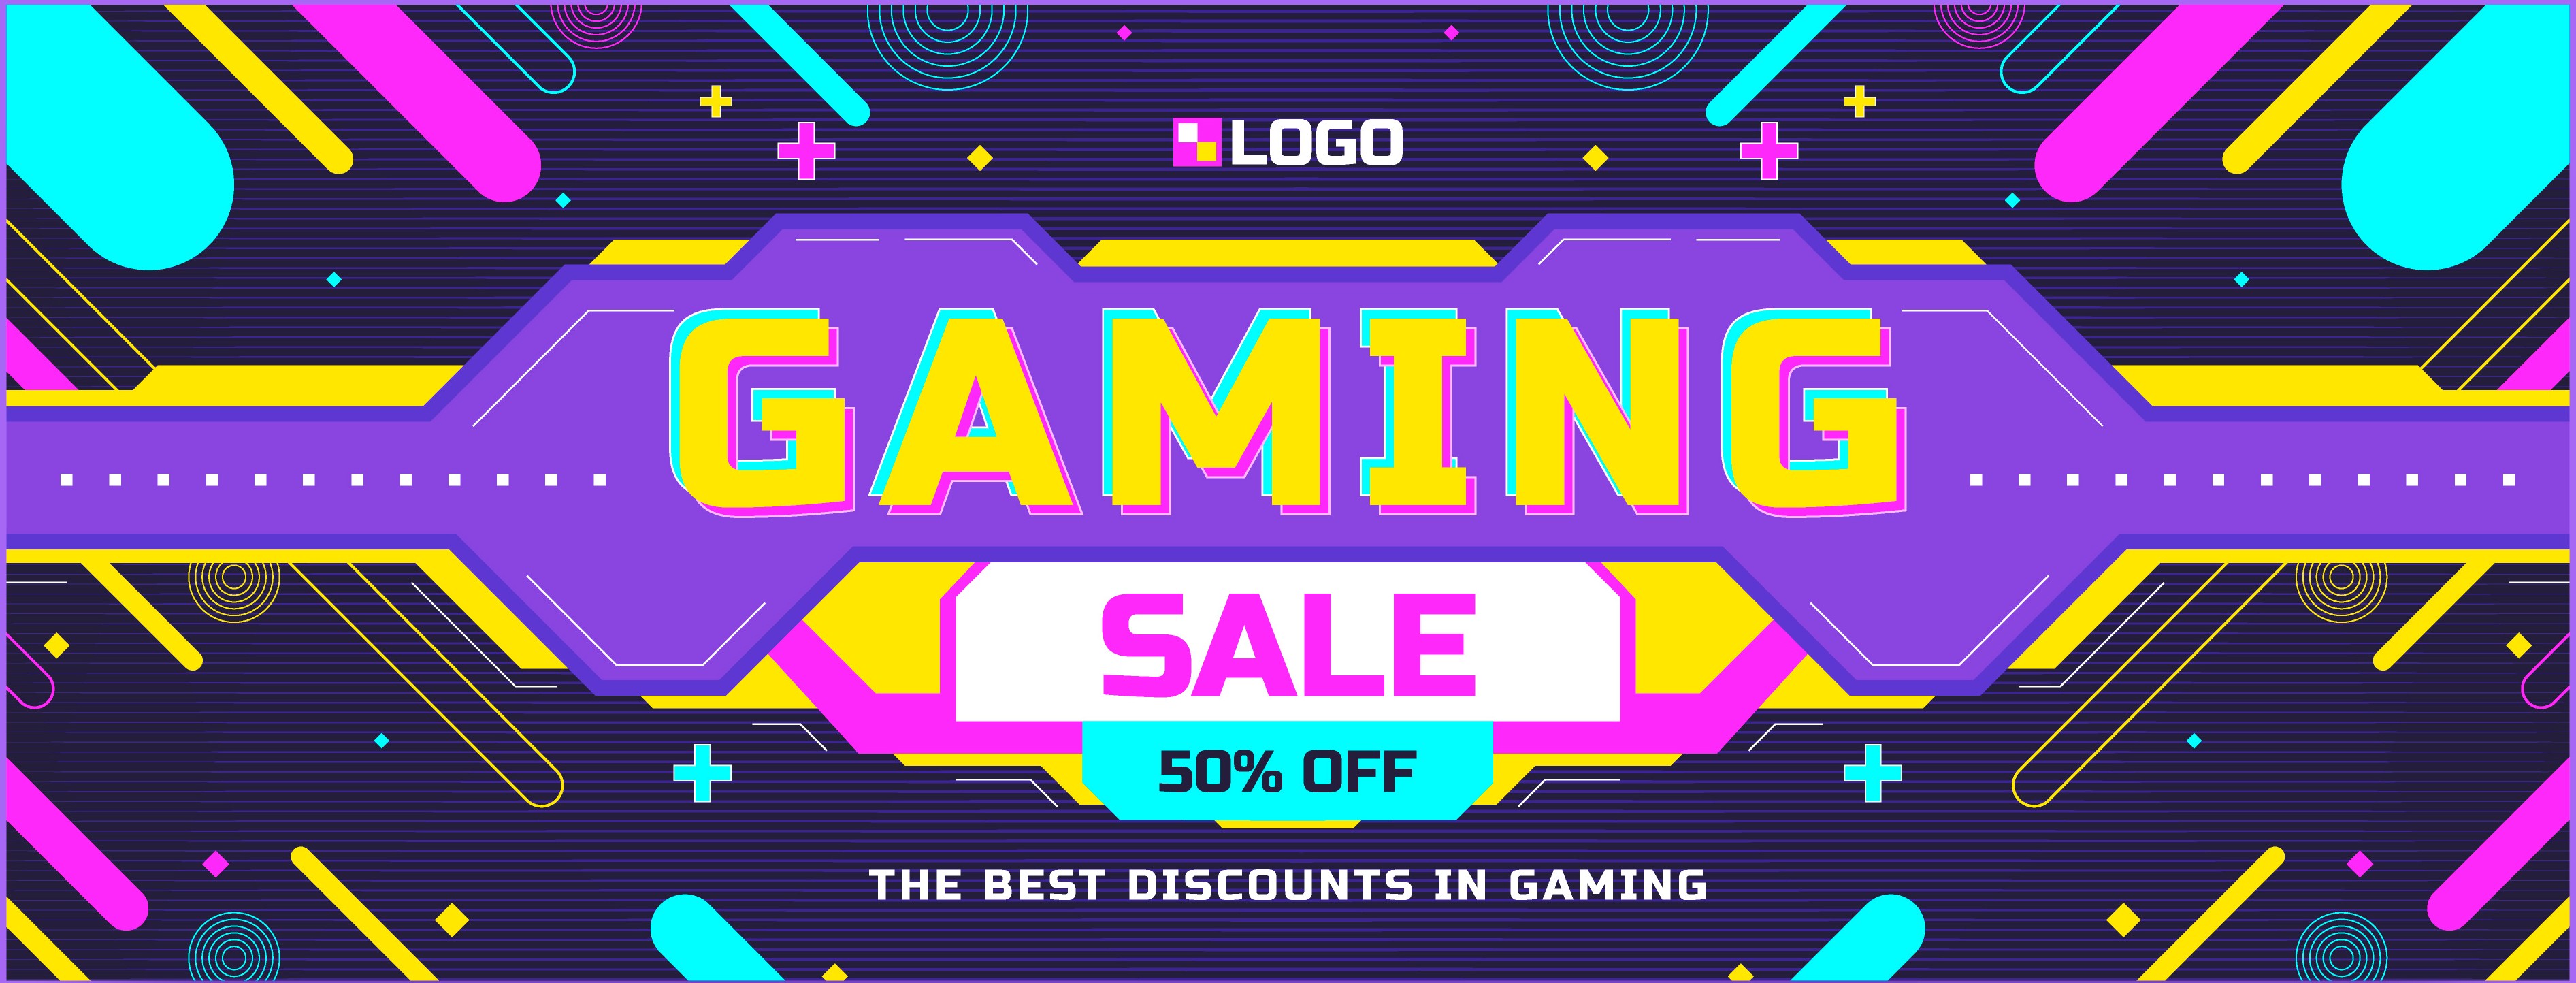 LOGO
GAMING
SALE
50% OFF
THE BEST DISCOUNTS IN GAMING